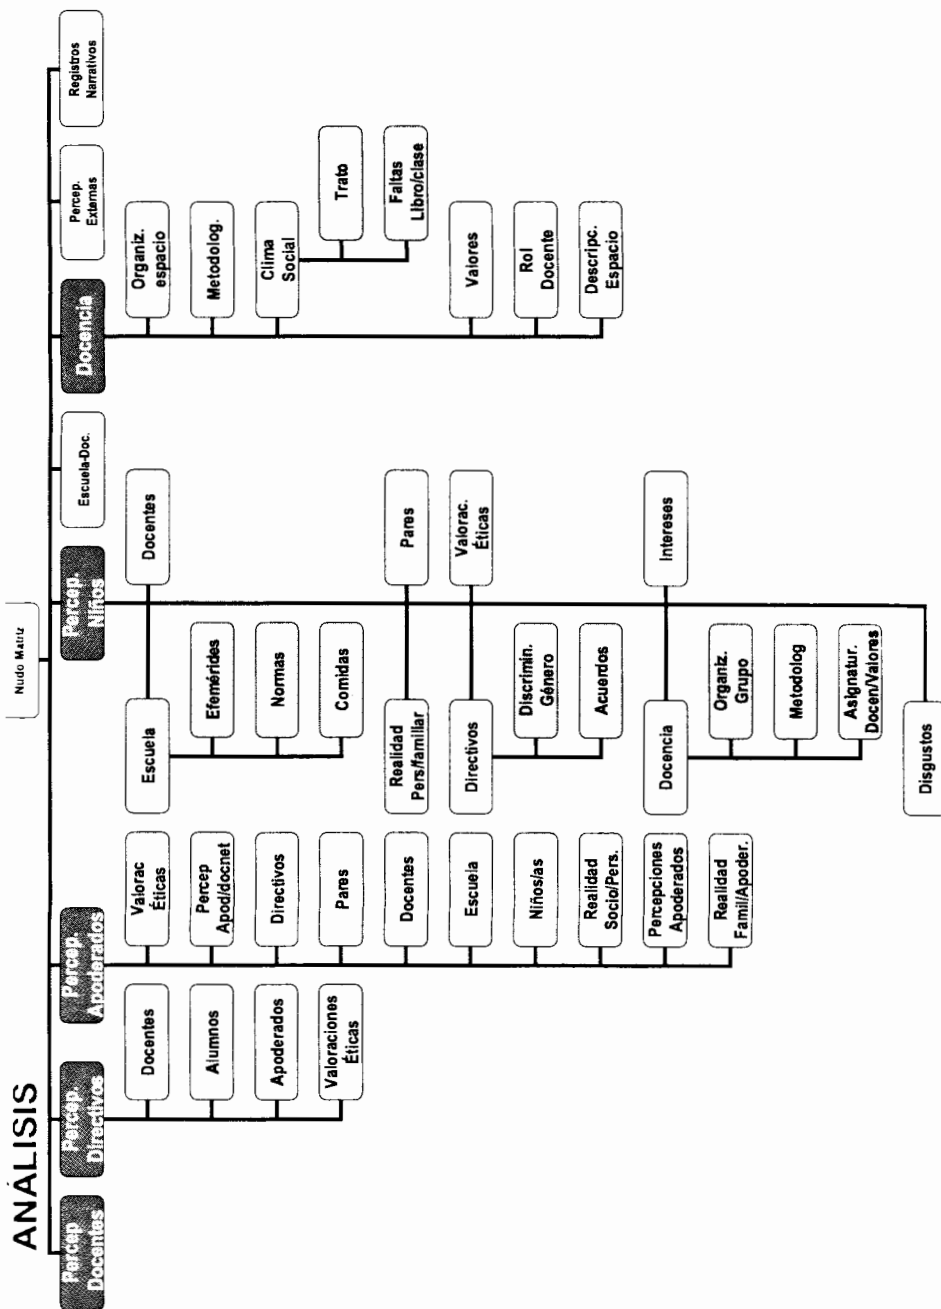 ANÁLISIS
Nudo Matriz
Percep
Docentes
Percep.
Directivos
Docentes
Alumnos
Apoderados
Valoraciones
Éticas
Percep.
Apoderados
Valorac
Éticas
Percep
Apod/docnet
Directivos
Pares
Docentes
Escuela
Niños/as
Realidad
Socio/Pers.
Percepciones
Apoderados
Realidad
Famil/Apoder.
Percep.
Niños
Escuela
Docentes
Efemérides
Normas
Comidas
Realidad
Pers/familiar
Pares
Directivos
Valorac.
Éticas
Discrimin.
Género
Acuerdos
Docencia
Intereses
Organiz.
Grupo
Metodolog
Asignatur.
Docen/Valores
Disgustos
Escuela-Doc.
Docencia
Organiz.
espacio
Metodolog.
Clima
Social
Trato
Faltas
Libro/clase
Valores
Rol
Docente
Descripc.
Espacio
Percep.
Externas
Registros
Narrativos